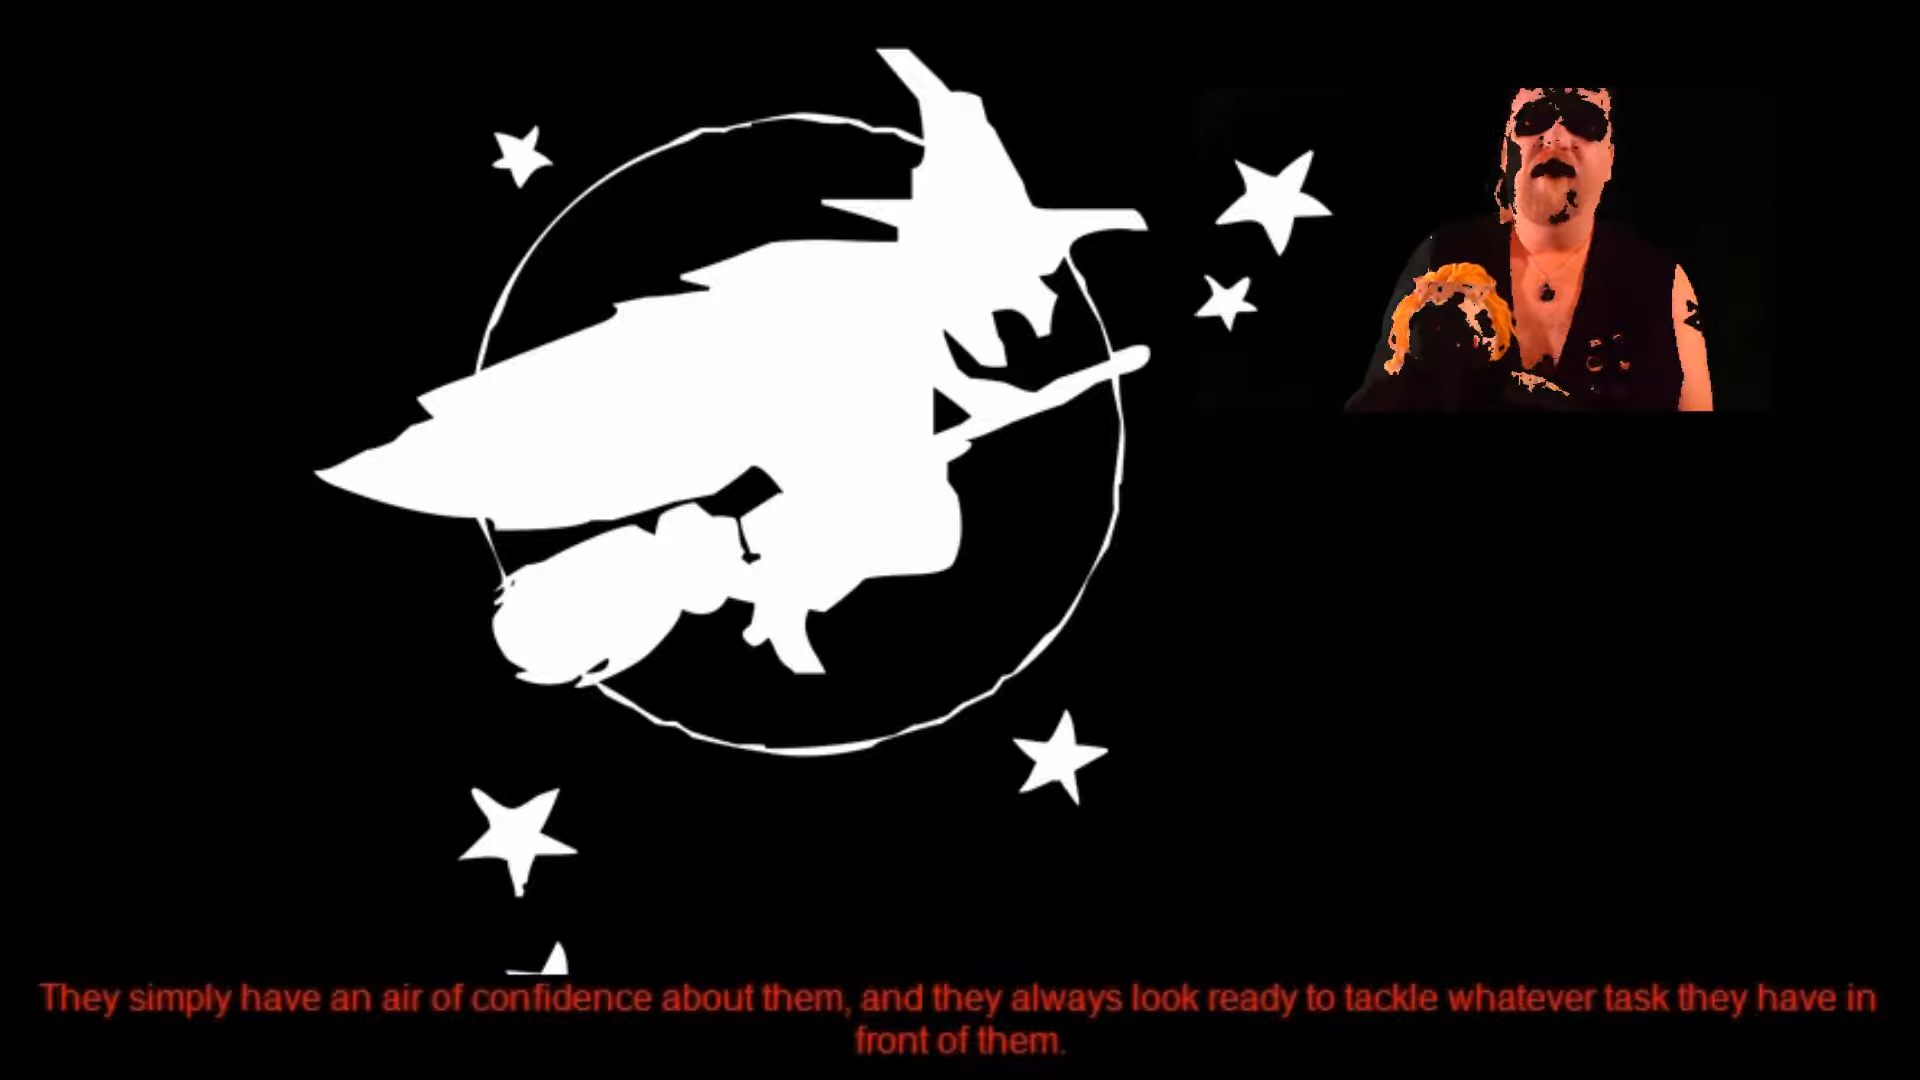 They simply have an air of confidence about them, and they always look ready to tackle whatever task they have in
front of them.